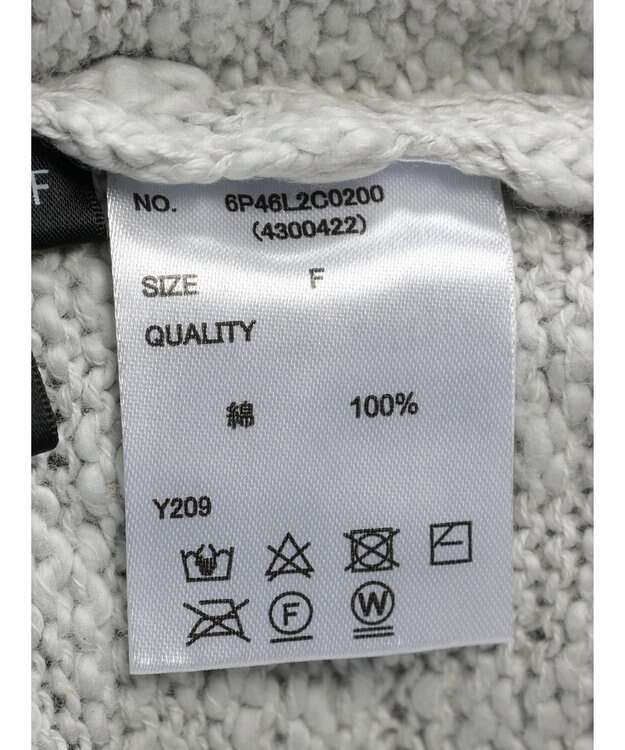 F
NO. 6P46L2C0200
(4300422)
SIZE F
QUALITY
綿 100%
Y209
F W